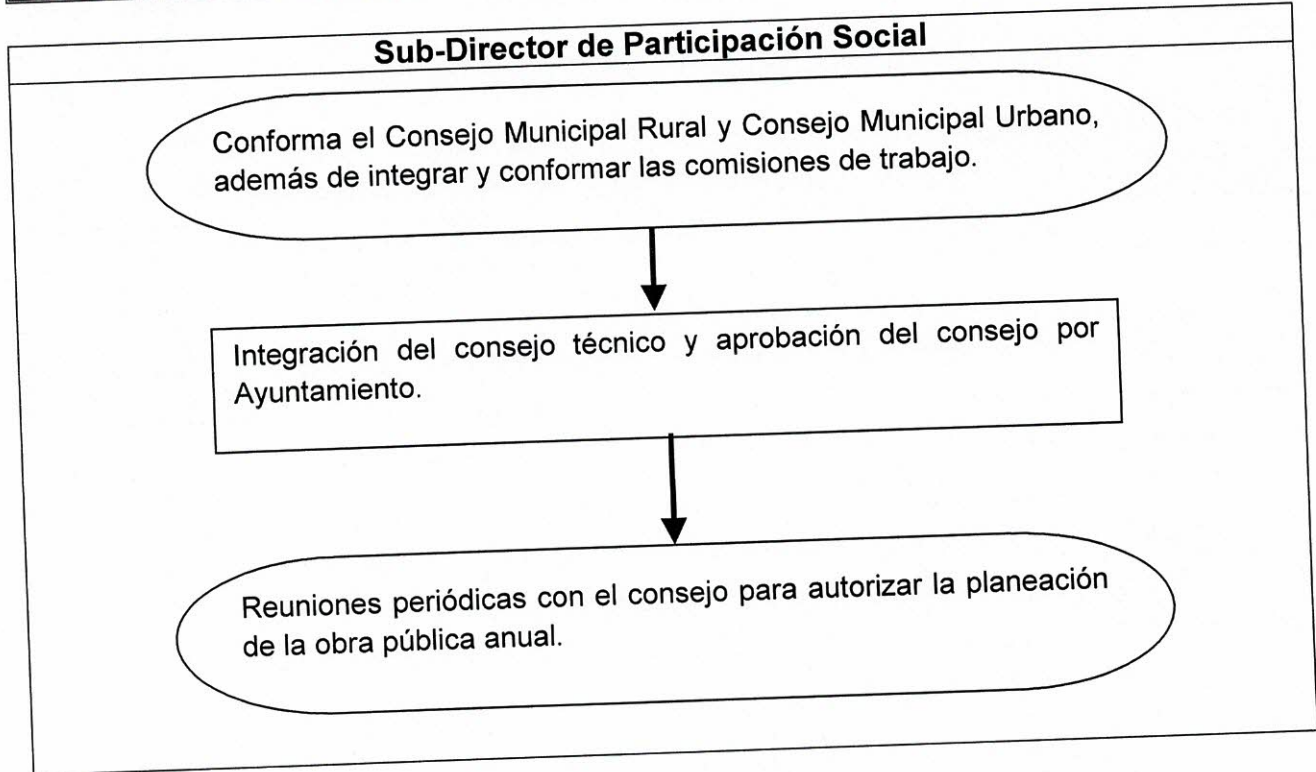 Sub-Director de Participación Social
Conforma el Consejo Municipal Rural y Consejo Municipal Urbano,
además de integrar y conformar las comisiones de trabajo.
Integración del consejo técnico y aprobación del consejo por
Ayuntamiento.
Reuniones periódicas con el consejo para autorizar la planeación
de la obra pública anual.